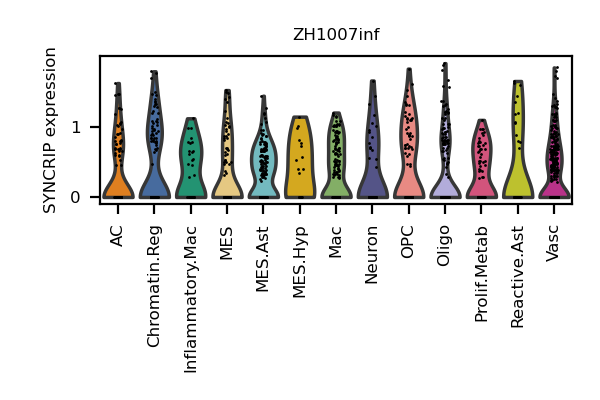 ZH1007inf
SYNCRIP expression
1
0
AC
Chromatin.Reg
Inflammatory.Mac
MES
MES.Ast
MES.Hyp
Mac
Neuron
OPC
Oligo
Prolif.Metab
Reactive.Ast
Vasc